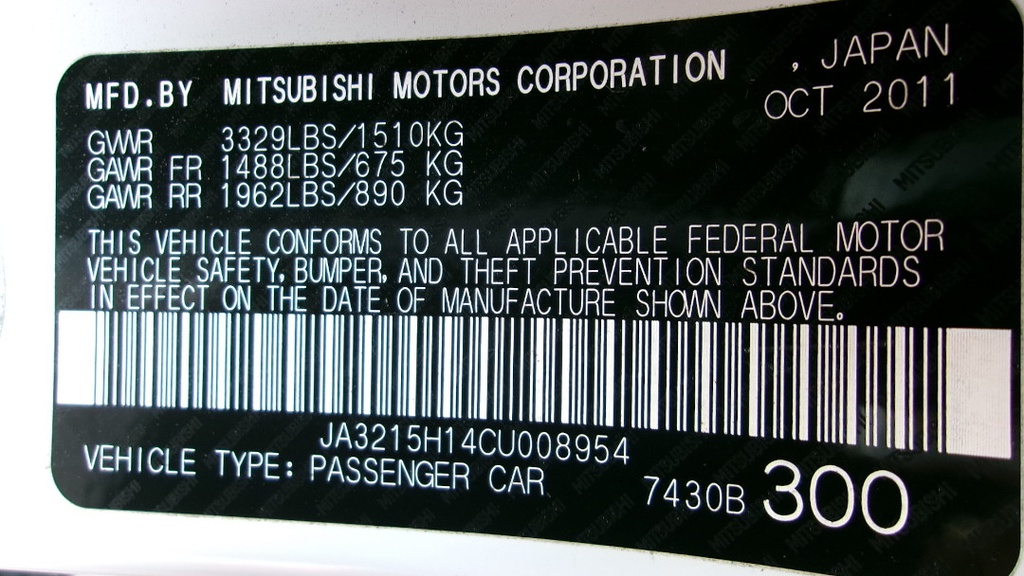 MFD.BY MITSUBISHI MOTORS CORPORATION , JAPAN
OCT 2011
GVWR 3329LBS/1510KG
GAWR FR 1488LBS/675 KG
GAWR RR 1962LBS/890 KG
THIS VEHICLE CONFORMS TO ALL APPLICABLE FEDERAL MOTOR
VEHICLE SAFETY, BUMPER, AND THEFT PREVENTION STANDARDS
IN EFFECT ON THE DATE OF MANUFACTURE SHOWN ABOVE.
JA3215H14CU008954
VEHICLE TYPE: PASSENGER CAR 7430B 300